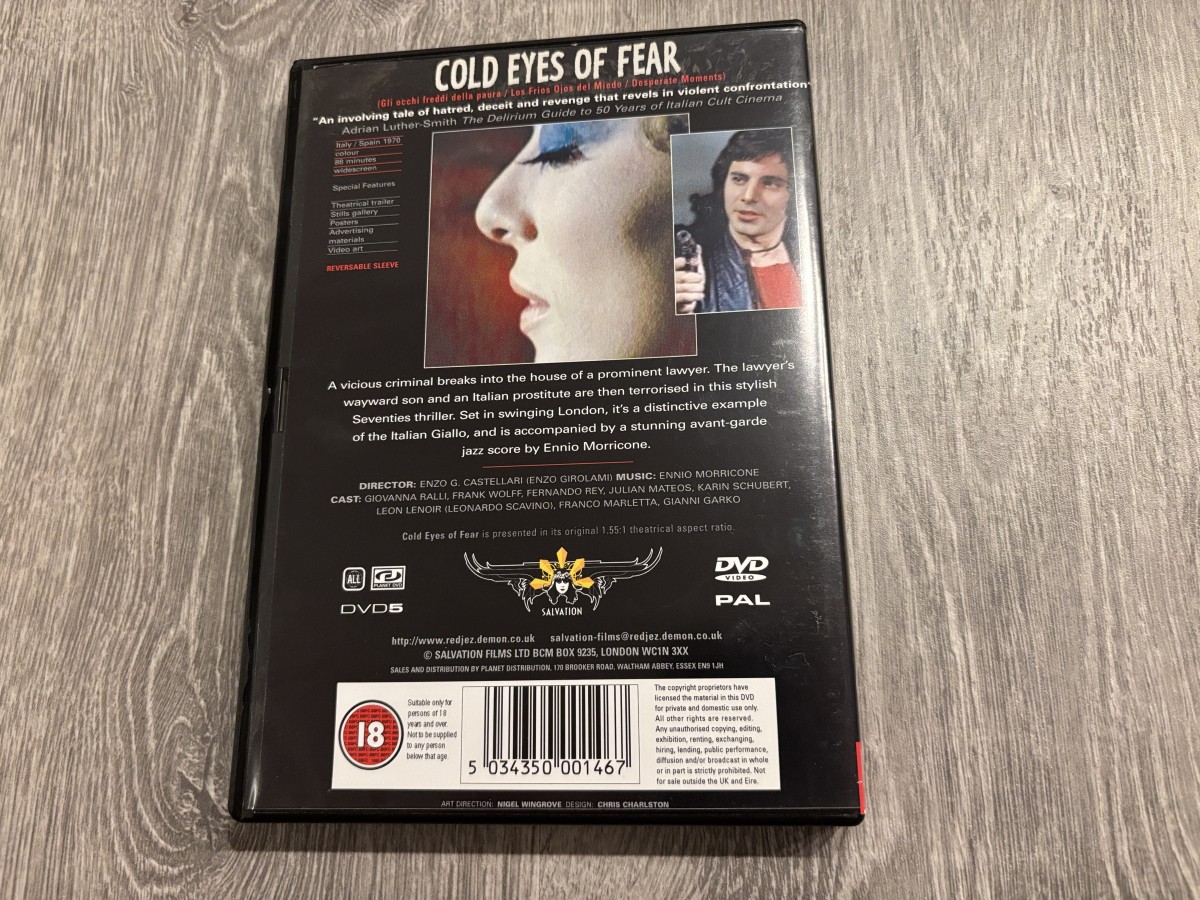 COLD EYES OF FEAR
(Gli occhi freddi della paura / Los Frios Ojos del Miedo / Desperate Moments)
"An involving tale of hatred, deceit and revenge that revels in violent confrontation"
Adrian Luther-Smith The Delirium Guide to 50 Years of Italian Cult Cinema
Italy / Spain 1970
colour
88 minutes
widescreen
Special Features
Theatrical trailer
Stills gallery
Posters
Advertising
materials
Video art
REVERSABLE SLEEVE
A vicious criminal breaks into the house of a prominent lawyer. The lawyer's
wayward son and an Italian prostitute are then terrorised in this stylish
Seventies thriller. Set in swinging London, it's a distinctive example
of the Italian Giallo, and is accompanied by a stunning avant-garde
jazz score by Ennio Morricone.
DIRECTOR: ENZO G. CASTELLARI (ENZO GIROLAMI) MUSIC: ENNIO MORRICONE
CAST: GIOVANNA RALLI, FRANK WOLFF, FERNANDO REY, JULIAN MATEOS, KARIN SCHUBERT,
LEON LENOIR (LEONARDO SCAVINO), FRANCO MARLETTA, GIANNI GARKO
Cold Eyes of Fear is presented in its original 1.55:1 theatrical aspect ratio.
ALL
PLANET DVD
DVD5
SALVATION
DVD
VIDEO
PAL
http://www.redjez.demon.co.uk salvation-films@redjez.demon.co.uk
© SALVATION FILMS LTD BCM BOX 9235, LONDON WC1N 3XX
SALES AND DISTRIBUTION BY PLANET DISTRIBUTION, 170 BROOKER ROAD, WALTHAM ABBEY, ESSEX EN9 1JH
18
Suitable only for
persons of 18
years and over.
Not to be supplied
to any person
below that age.
5 034350 001467
The copyright proprietors have
licensed the material in this DVD
for private and domestic use only.
All other rights are reserved.
Any unauthorised copying, editing,
exhibition, renting, exchanging,
hiring, lending, public performance,
diffusion and/or broadcast in whole
or in part is strictly prohibited. Not
for sale outside the UK and Eire.
ART DIRECTION: NIGEL WINGROVE DESIGN: CHRIS CHARLSTON